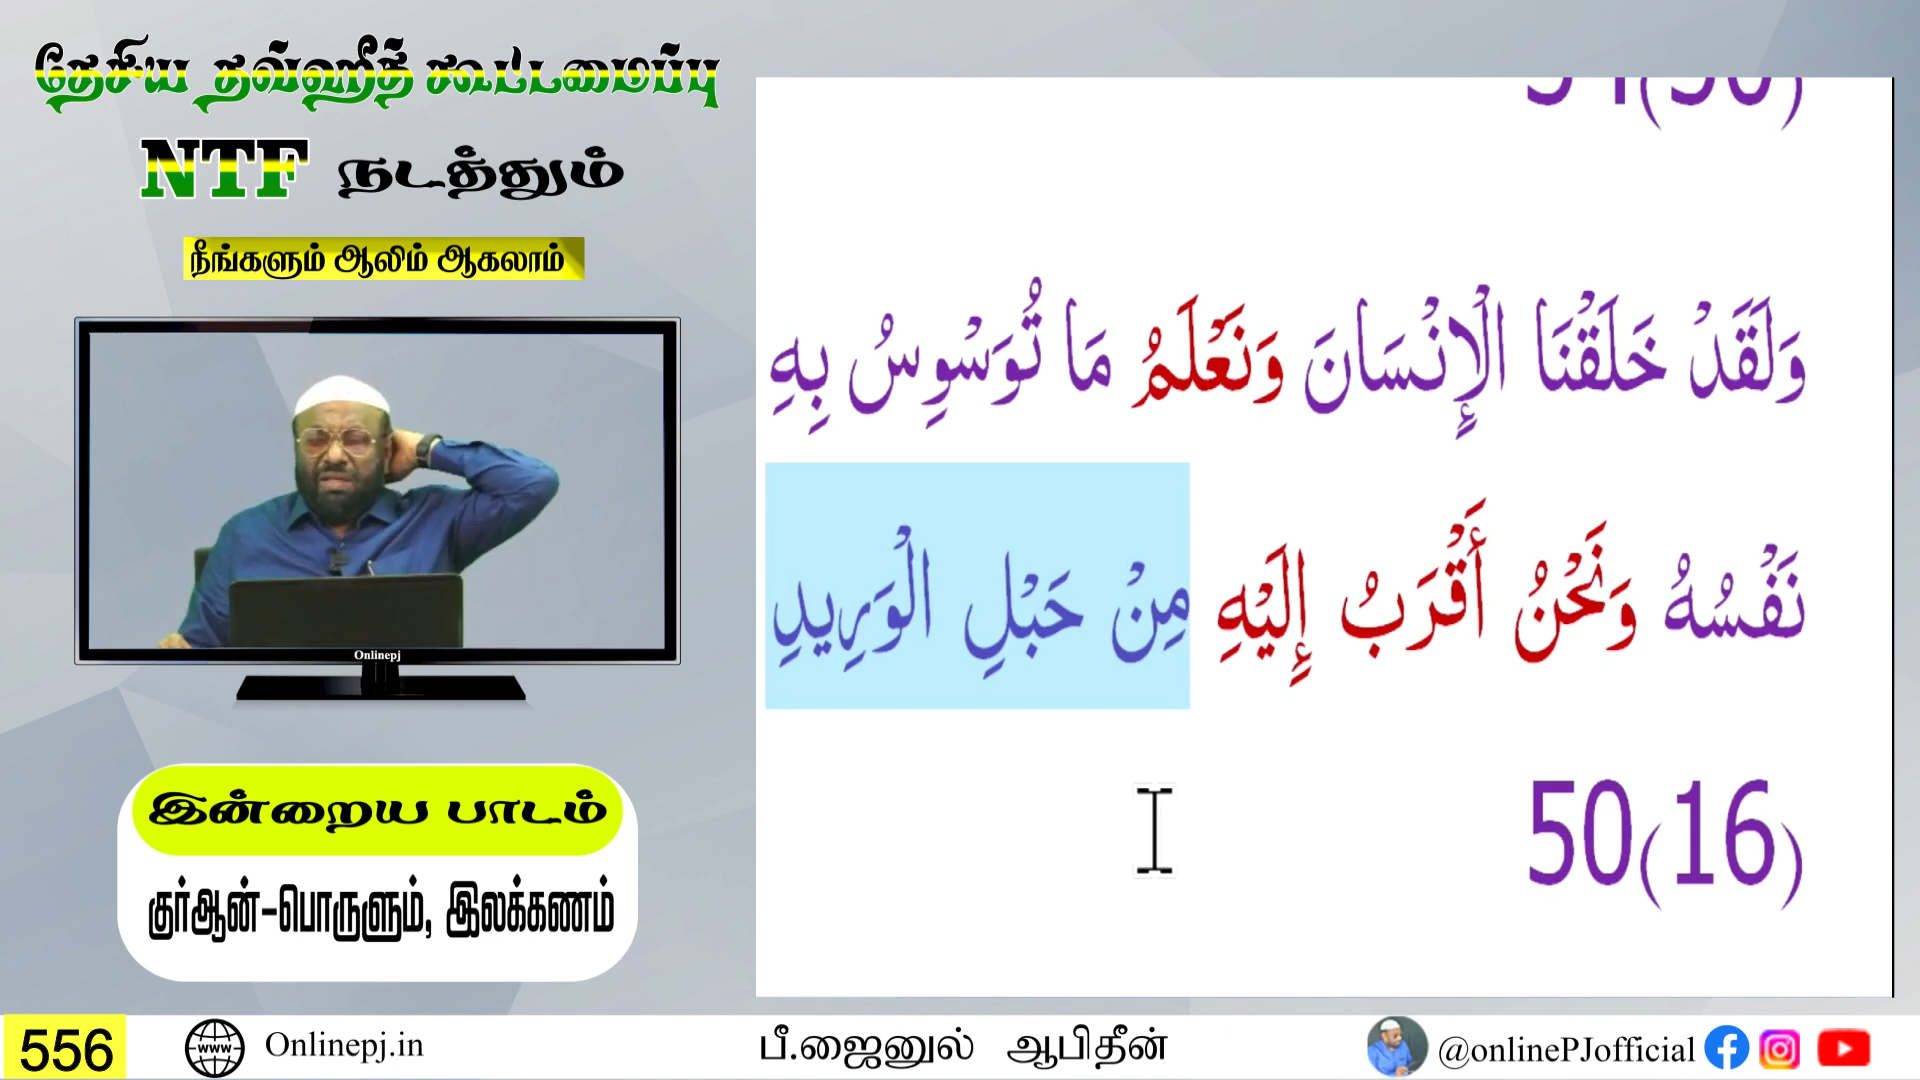 தேசிய தவ்ஹீத் கூட்டமைப்பு
NTF நடத்தும்
நீங்களும் ஆலிம் ஆகலாம்
Onlinepj
இன்றைய பாடம்
குர்ஆன்-பொருளும், இலக்கணம்
وَلَقَدْ خَلَقْنَا الْإِنْسَانَ وَنَعْلَمُ مَا تُوَسْوِسُ بِهِ
نَفْسُهُ وَنَحْنُ أَقْرَبُ إِلَيْهِ مِنْ حَبْلِ الْوَرِيدِ
50(16)
556
www
Onlinepj.in
பீ.ஜைனுல் ஆபிதீன்
@onlinePJofficial